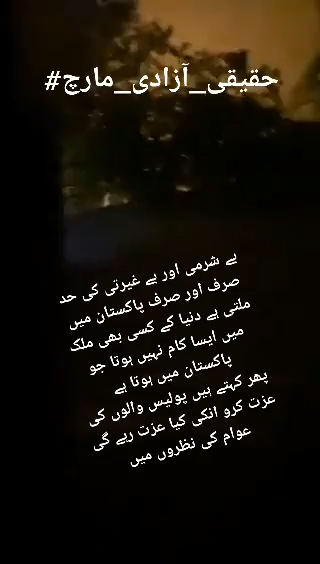 #حقیقی_آزادی_مارچ
بے شرمی اور بے غیرتی کی حد
صرف اور صرف پاکستان میں
ملتی ہے دنیا کے کسی بھی ملک
میں ایسا کام نہیں ہوتا جو
پاکستان میں ہوتا ہے
پھر کہتے ہیں پولیس والوں کی
عزت کرو انکی کیا عزت رہے گی
عوام کی نظروں میں